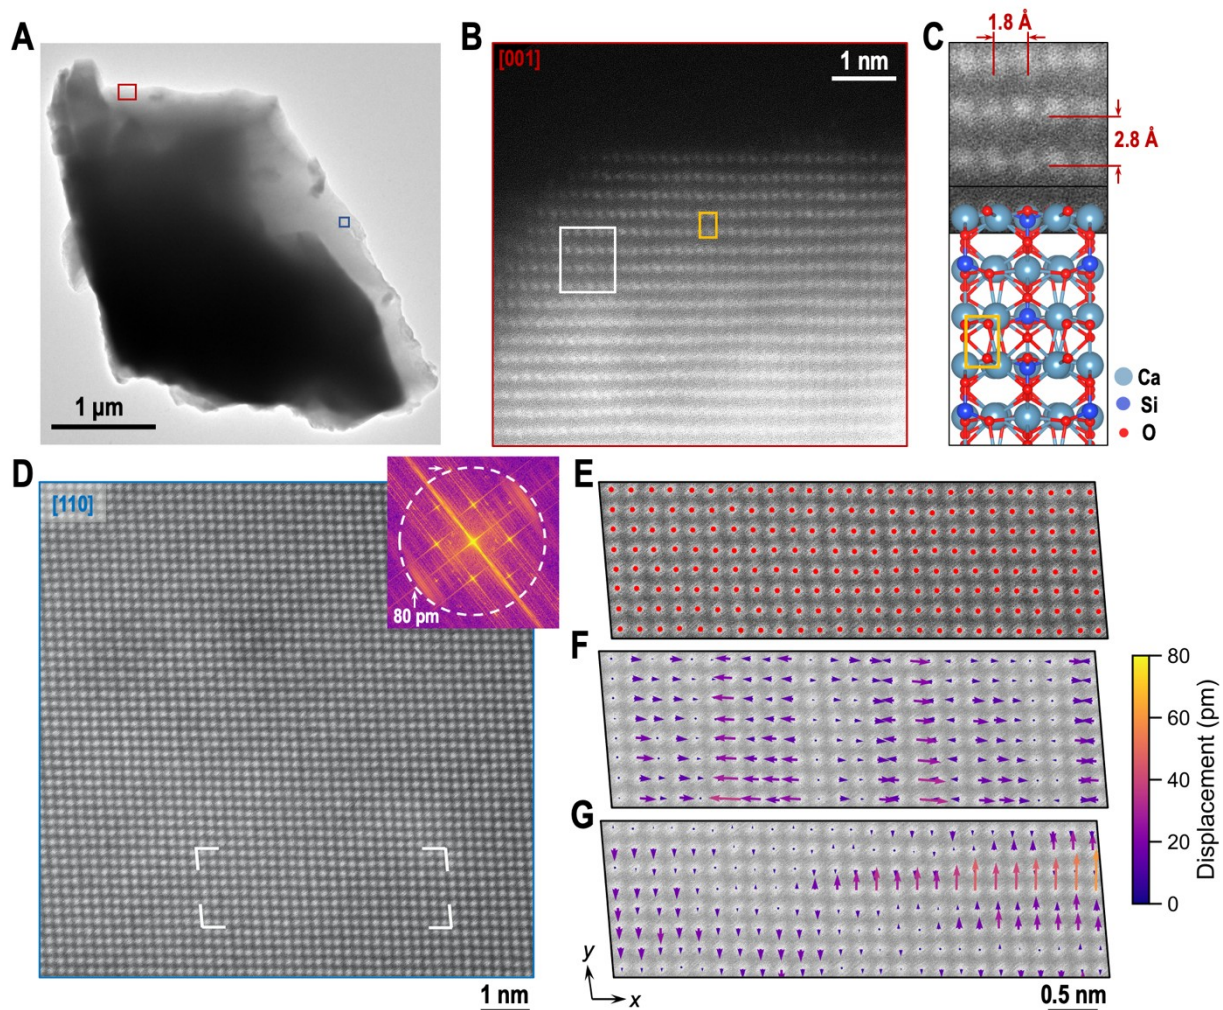 A
1 μm
B
[001]
1 nm
C
1.8 Å
2.8 Å
Ca
Si
O
D
[110]
80 pm
1 nm
E
F
G
y
x
0.5 nm
80
60
40
20
0
Displacement (pm)